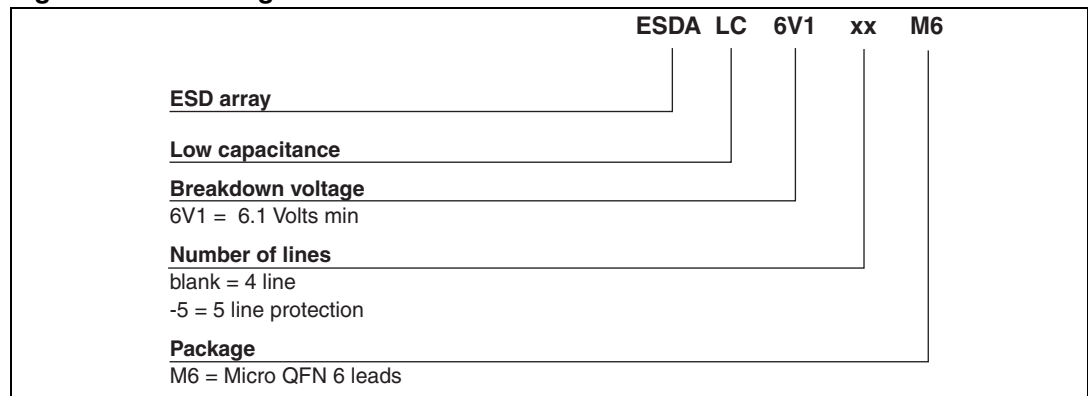 ESDA LC 6V1 xx M6
ESD array
Low capacitance
Breakdown voltage
6V1 = 6.1 Volts min
Number of lines
blank = 4 line
-5 = 5 line protection
Package
M6 = Micro QFN 6 leads